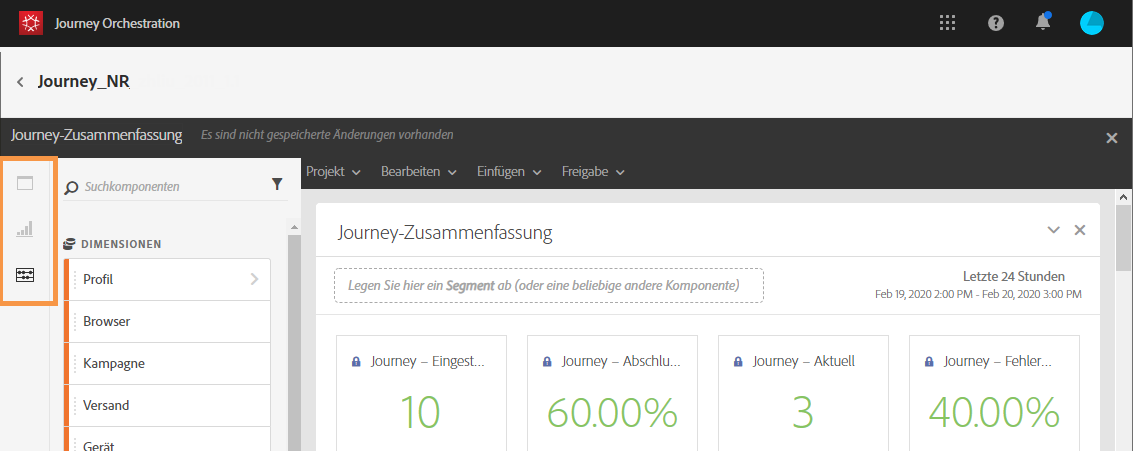 Journey Orchestration
Journey_NR
Journey-Zusammenfassung Es sind nicht gespeicherte Änderungen vorhanden
Suchkomponenten
Projekt Bearbeiten Einfügen Freigabe
DIMENSIONEN
Profil
Browser
Kampagne
Versand
Gerät
Journey-Zusammenfassung
Legen Sie hier ein Segment ab (oder eine beliebige andere Komponente)
Letzte 24 Stunden
Feb 19, 2020 2:00 PM - Feb 20, 2020 3:00 PM
Journey – Eingest...
10
Journey – Abschlu...
60.00%
Journey – Aktuell
3
Journey – Fehler...
40.00%